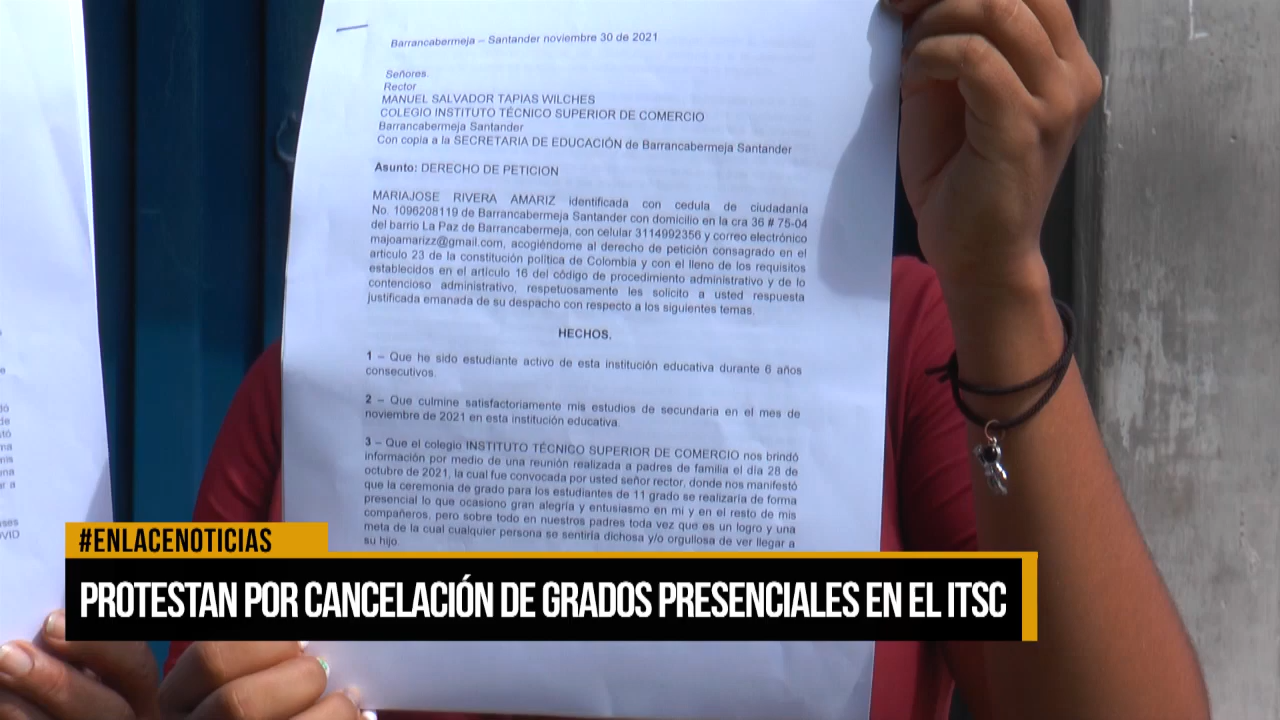 Barrancabermeja – Santander noviembre 30 de 2021
Señores.
Rector
MANUEL SALVADOR TAPIAS WILCHES
COLEGIO INSTITUTO TÉCNICO SUPERIOR DE COMERCIO
Barrancabermeja Santander
Con copia a la SECRETARIA DE EDUCACIÓN de Barrancabermeja Santander
Asunto: DERECHO DE PETICION
MARIAJOSE RIVERA AMARIZ identificada con cedula de ciudadanía
No. 1096208119 de Barrancabermeja Santander con domicilio en la cra 36 # 75-04
del barrio La Paz de Barrancabermeja, con celular 3114992356 y correo electrónico
majoamarizz@gmail.com, acogiéndome al derecho de petición consagrado en el
articulo 23 de la constitución política de Colombia y con el lleno de los requisitos
establecidos en el articulo 16 del código de procedimiento administrativo y de lo
contencioso administrativo, respetuosamente les solicito a usted respuesta
justificada emanada de su despacho con respecto a los siguientes temas.
HECHOS.
1 – Que he sido estudiante activo de esta institución educativa durante 6 años
consecutivos.
2 – Que culmine satisfactoriamente mis estudios de secundaria en el mes de
noviembre de 2021 en esta institución educativa.
3 – Que el colegio INSTITUTO TÉCNICO SUPERIOR DE COMERCIO nos brindó
información por medio de una reunión realizada a padres de familia el día 28 de
octubre de 2021, la cual fue convocada por usted señor rector, donde nos manifestó
que la ceremonia de grado para los estudiantes de 11 grado se realizaría de forma
presencial lo que ocasiono gran alegría y entusiasmo en mi y en el resto de mis
compañeros, pero sobre todo en nuestros padres toda vez que es un logro y una
meta de la cual cualquier persona se sentiría dichosa y/o orgullosa de ver llegar a
su hijo.
#ENLACENOTICIAS
PROTESTAN POR CANCELACIÓN DE GRADOS PRESENCIALES EN EL ITSC